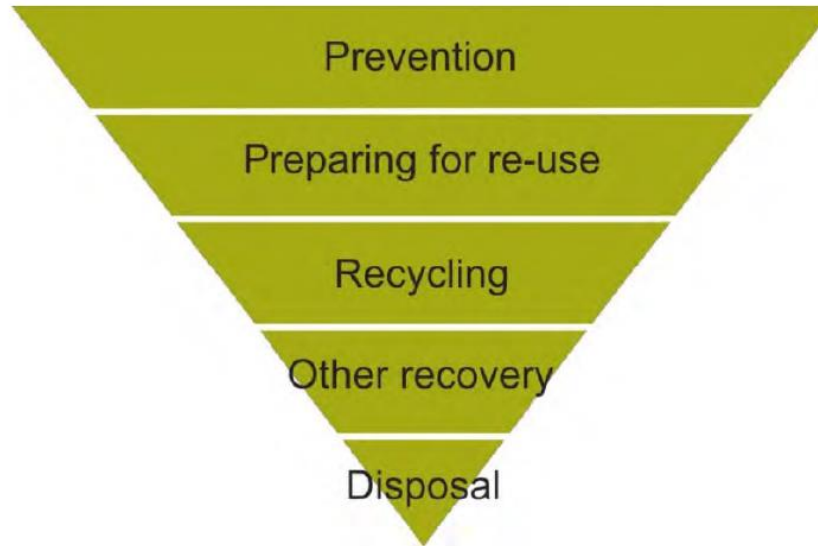 Prevention
Preparing for re-use
Recycling
Other recovery
Disposal